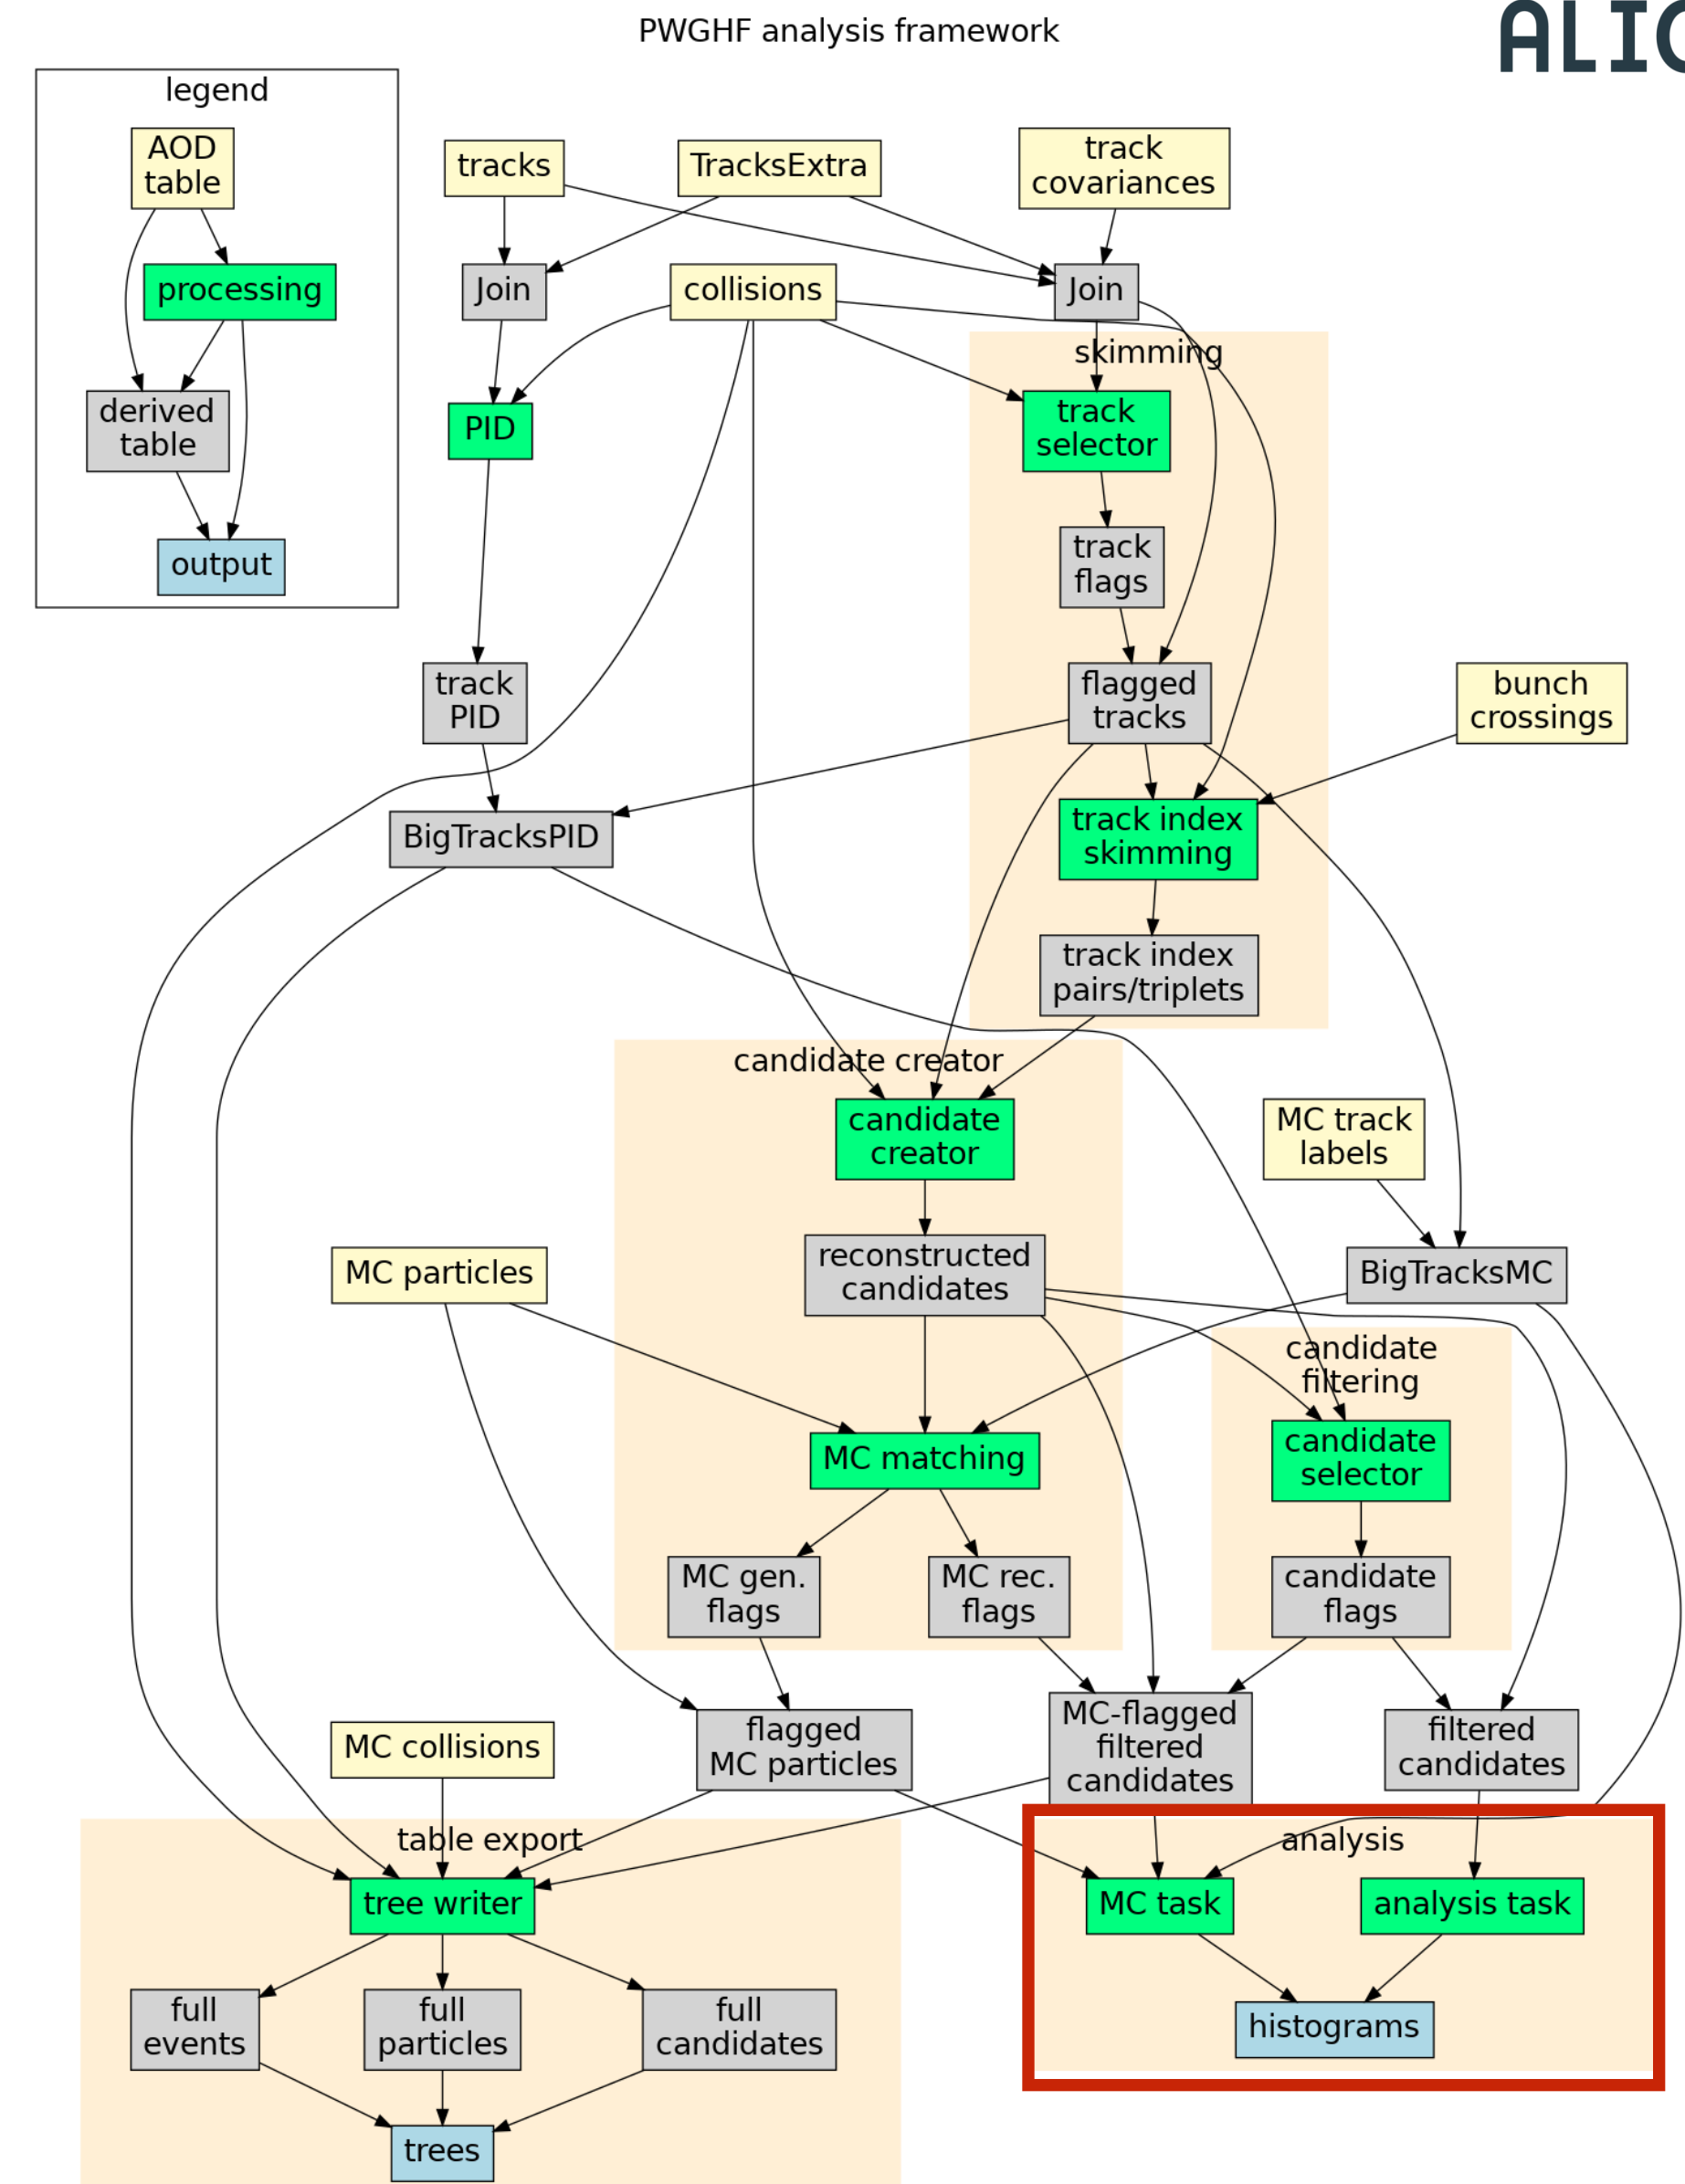 PWGHF analysis framework
ALIC
legend
AOD
table
processing
derived
table
output
tracks
TracksExtra
track
covariances
Join
collisions
Join
skimming
PID
track
selector
track
flags
track
PID
flagged
tracks
bunch
crossings
BigTracksPID
track index
skimming
track index
pairs/triplets
candidate creator
candidate
creator
MC track
labels
MC particles
reconstructed
candidates
BigTracksMC
candidate
filtering
MC matching
candidate
selector
MC gen.
flags
MC rec.
flags
candidate
flags
MC collisions
flagged
MC particles
MC-flagged
filtered
candidates
filtered
candidates
table export
analysis
tree writer
MC task
analysis task
full
events
full
particles
full
candidates
histograms
trees